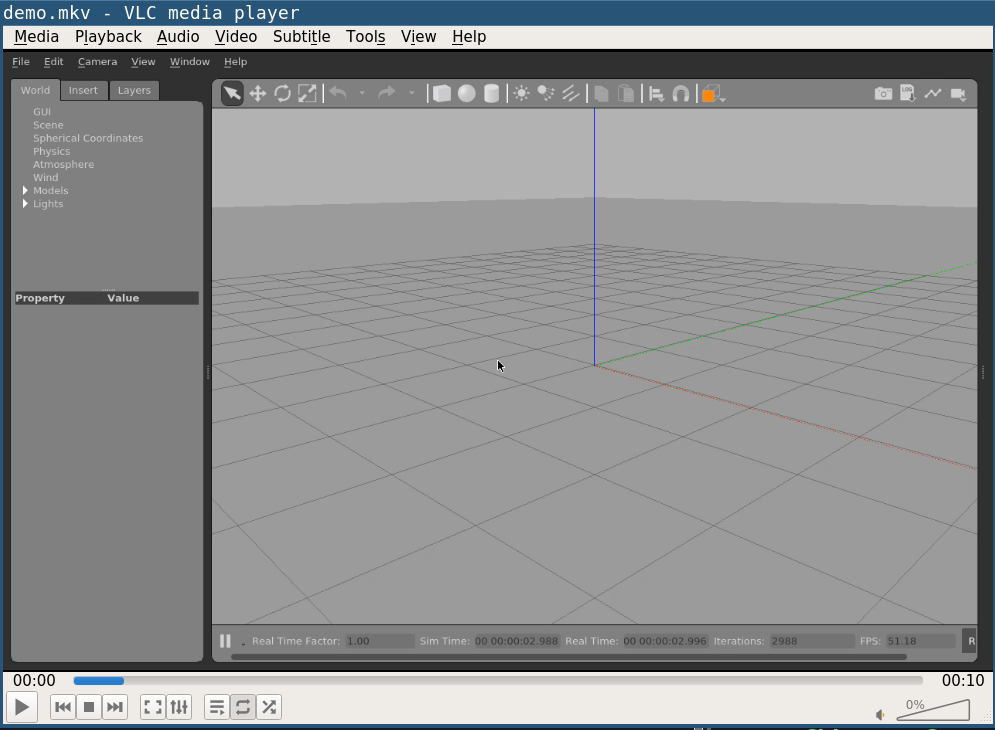 demo.mkv - VLC media player
Media Playback Audio Video Subtitle Tools View Help
File Edit Camera View Window Help
World Insert Layers
GUI
Scene
Spherical Coordinates
Physics
Atmosphere
Wind
Models
Lights
Property Value
LOG
Real Time Factor: 1.00 Sim Time: 00 00:00:02.988 Real Time: 00 00:00:02.996 Iterations: 2988 FPS: 51.18 R
00:00 00:10
0%